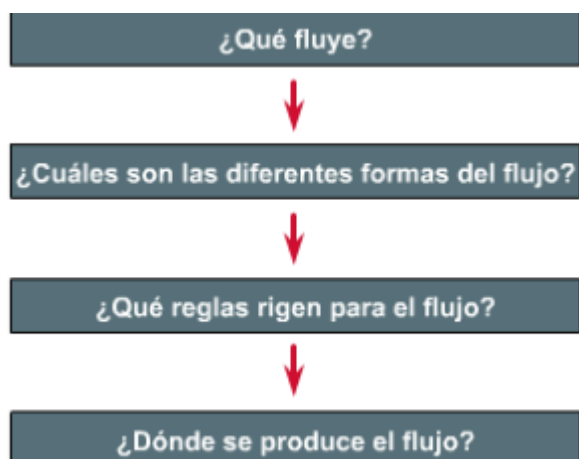 ¿Qué fluye?
¿Cuáles son las diferentes formas del flujo?
¿Qué reglas rigen para el flujo?
¿Dónde se produce el flujo?